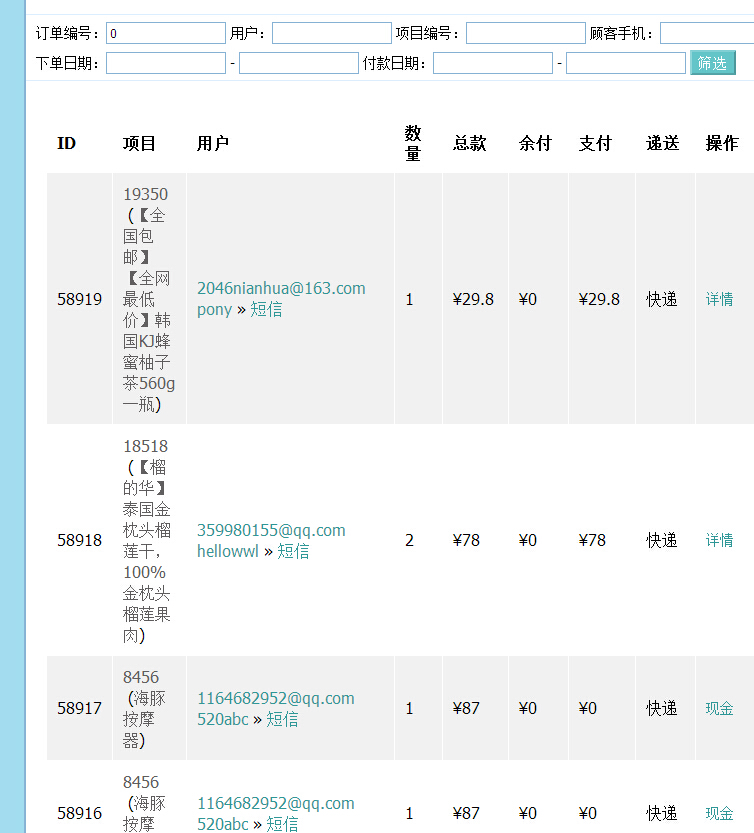 订单编号：0 用户： 项目编号： 顾客手机：
下单日期： - 付款日期： - 筛选
ID 项目 用户 数量 总款 余付 支付 递送 操作
19350
(【全
国包
邮】
【全网
最低
价】韩
国KJ蜂
蜜柚子
茶560g
一瓶)
58919 2046nianhua@163.com 1 ¥29.8 ¥0 ¥29.8 快递 详情
pony » 短信
18518
(【榴
的华】
泰国金
枕头榴
莲干，
100%
金枕头
榴莲果
肉)
58918 359980155@qq.com 2 ¥78 ¥0 ¥78 快递 详情
hellowwl » 短信
8456
(海豚
按摩
器)
58917 1164682952@qq.com 1 ¥87 ¥0 ¥0 快递 现金
520abc » 短信
8456
(海豚
按摩
58916 1164682952@qq.com 1 ¥87 ¥0 ¥0 快递 现金
520abc » 短信